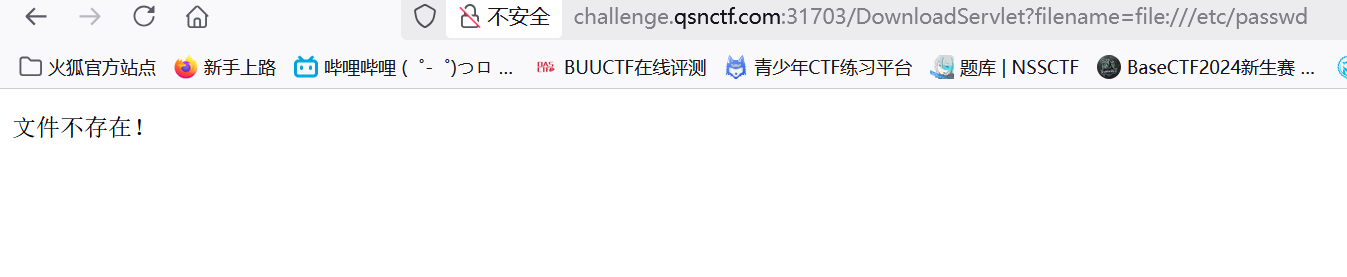 不安全 challenge.qsnctf.com:31703/DownloadServlet?filename=file:///etc/passwd
火狐官方站点 新手上路 哔哩哔哩 ( ゜- ゜)つロ ... BUUCTF在线评测 青少年CTF练习平台 题库 | NSSCTF BaseCTF2024新生赛 ...
文件不存在!